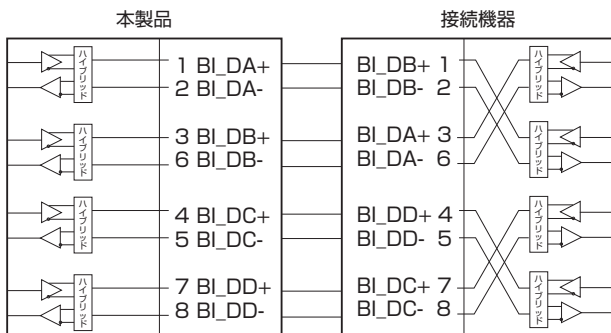 本製品
接続機器
ハイブリッド
1 BI_DA+
2 BI_DA-
BI_DB+ 1
BI_DB- 2
ハイブリッド
ハイブリッド
3 BI_DB+
6 BI_DB-
BI_DA+ 3
BI_DA- 6
ハイブリッド
ハイブリッド
4 BI_DC+
5 BI_DC-
BI_DD+ 4
BI_DD- 5
ハイブリッド
ハイブリッド
7 BI_DD+
8 BI_DD-
BI_DC+ 7
BI_DC- 8
ハイブリッド